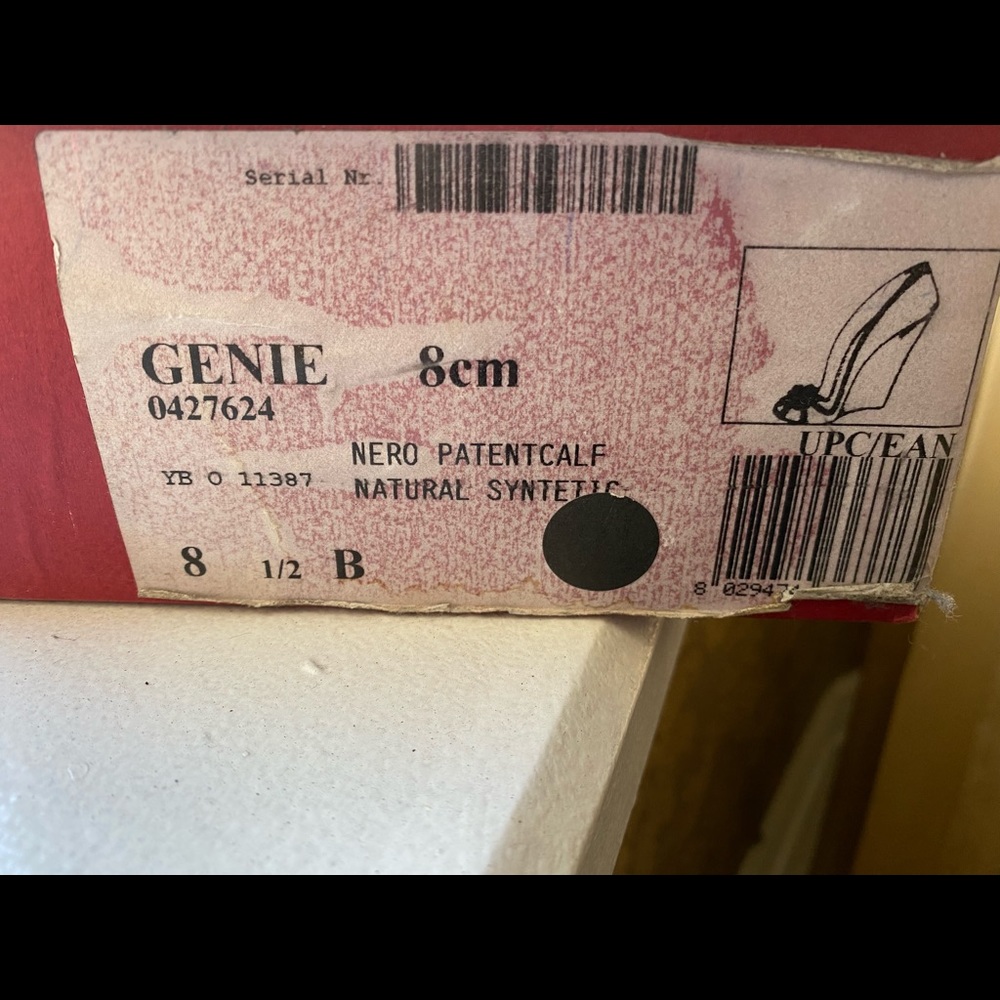 Serial Nr.
GENIE 8cm
0427624
NERO PATENTCALF
YB O 11387 NATURAL SYNTETIC
8 1/2 B
UPC/EAN
8 02947